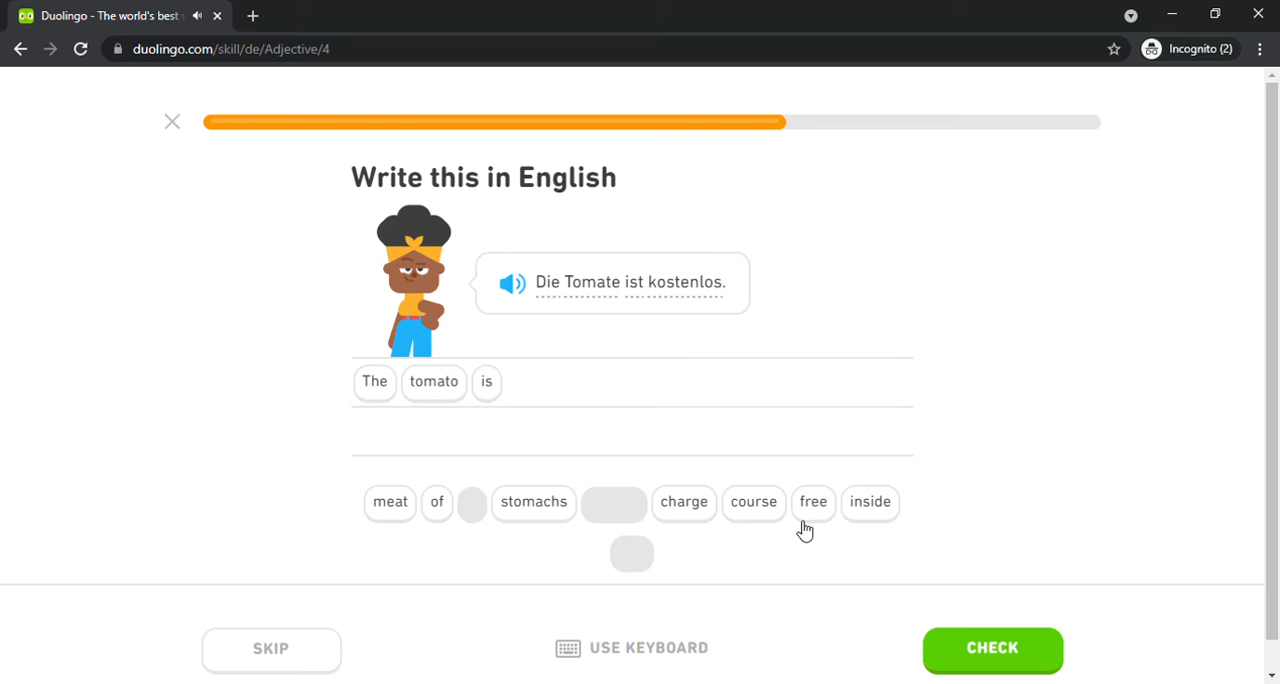 Duolingo - The world's best
duolingo.com/skill/de/Adjective/4
Incognito (2)
Write this in English
Die Tomate ist kostenlos.
The tomato is
meat of stomachs charge course free inside
SKIP USE KEYBOARD CHECK